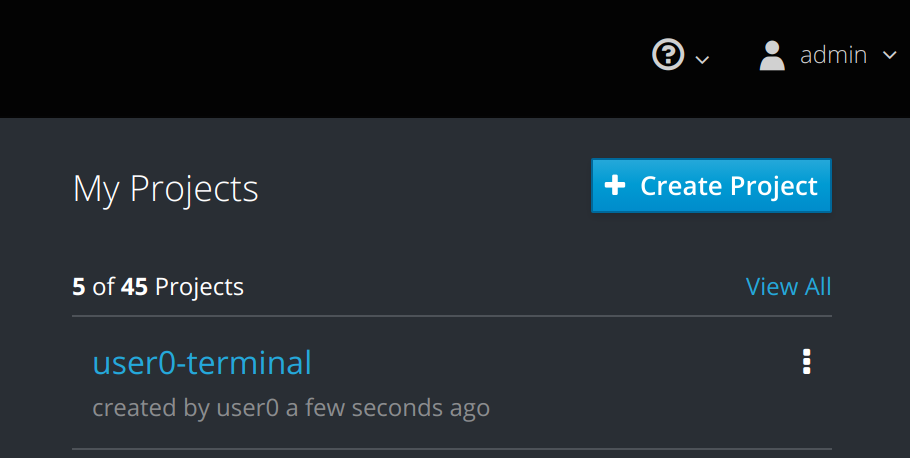 admin
My Projects
Create Project
5 of 45 Projects
View All
user0-terminal
created by user0 a few seconds ago